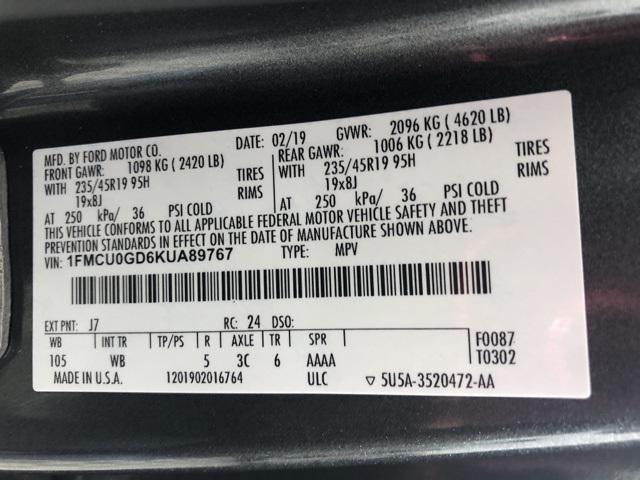 MFD. BY FORD MOTOR CO. DATE: 02/19 GVWR: 2096 KG ( 4620 LB)
FRONT GAWR: 1098 KG ( 2420 LB) REAR GAWR: 1006 KG ( 2218 LB)
WITH 235/45R19 95H TIRES WITH 235/45R19 95H TIRES
19x8J RIMS 19x8J RIMS
AT 250 kPa/ 36 PSI COLD AT 250 kPa/ 36 PSI COLD
THIS VEHICLE CONFORMS TO ALL APPLICABLE FEDERAL MOTOR VEHICLE SAFETY AND THEFT
PREVENTION STANDARDS IN EFFECT ON THE DATE OF MANUFACTURE SHOWN ABOVE.
VIN: 1FMCU0GD6KUA89767 TYPE: MPV
EXT PNT: J7 RC: 24 DSO:
WB INT TR TP/PS R AXLE TR SPR F0087
105 WB 5 3C 6 AAAA T0302
MADE IN U.S.A. 1201902016764 ULC ▽ 5U5A-3520472-AA